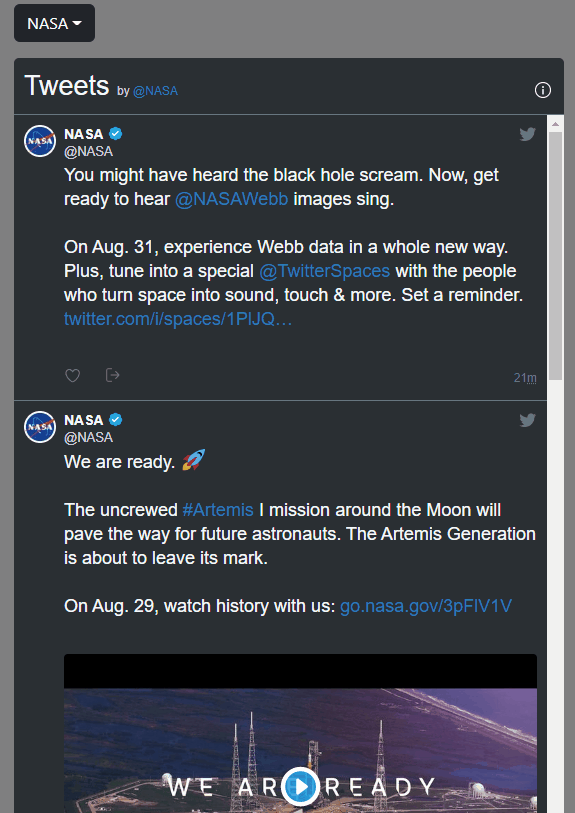 NASA
Tweets by @NASA
NASA
NASA
@NASA
You might have heard the black hole scream. Now, get
ready to hear @NASAWebb images sing.
On Aug. 31, experience Webb data in a whole new way.
Plus, tune into a special @TwitterSpaces with the people
who turn space into sound, touch & more. Set a reminder.
twitter.com/i/spaces/1PlJQ…
21m
NASA
NASA
@NASA
We are ready. 🚀
The uncrewed #Artemis I mission around the Moon will
pave the way for future astronauts. The Artemis Generation
is about to leave its mark.
On Aug. 29, watch history with us: go.nasa.gov/3pFlV1V
WE ARE READY